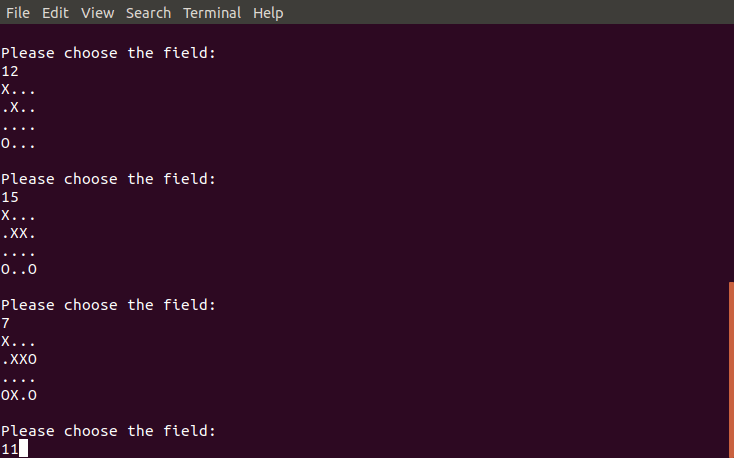 File Edit View Search Terminal Help
Please choose the field:
12
X...
.X..
....
O...
Please choose the field:
15
X...
.XX.
....
O..O
Please choose the field:
7
X...
.XXO
....
OX.O
Please choose the field:
11